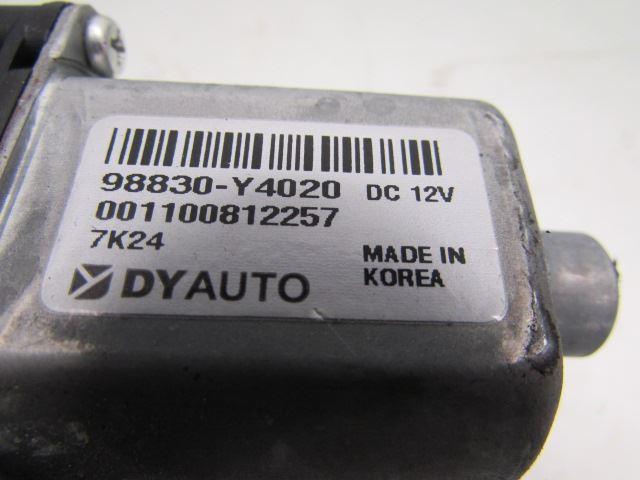 98830-Y4020 DC 12V
001100812257
7K24
MADE IN
KOREA
DYAUTO